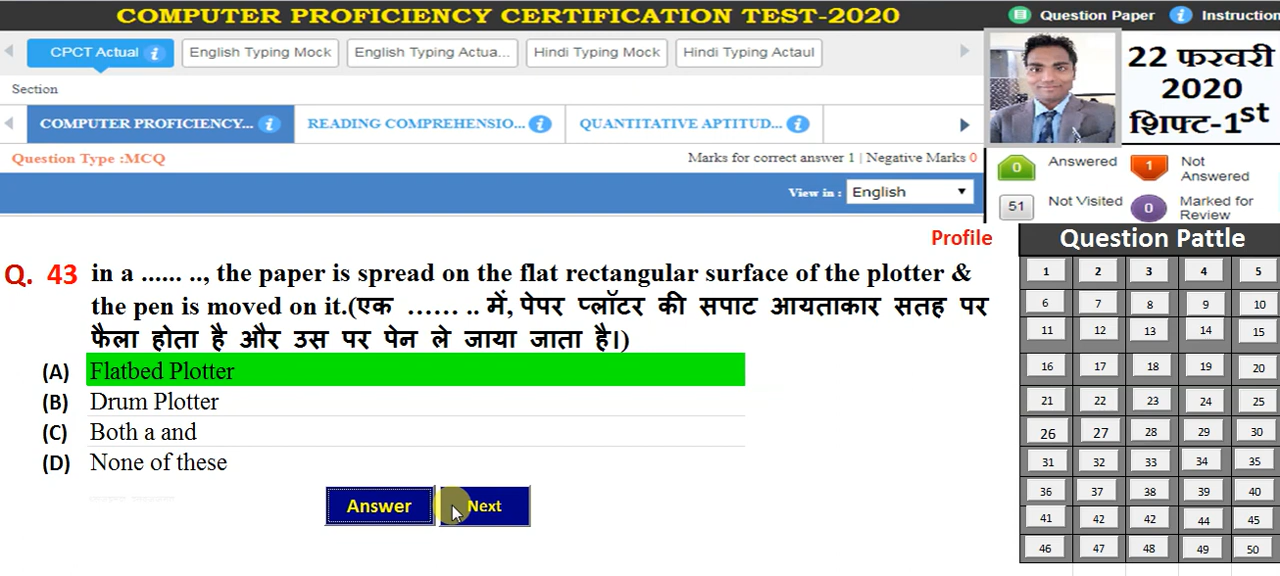 COMPUTER PROFICIENCY CERTIFICATION TEST-2020
Question Paper
Instruction
CPCT Actual
English Typing Mock
English Typing Actua...
Hindi Typing Mock
Hindi Typing Actaul
Section
COMPUTER PROFICIENCY...
READING COMPREHENSIO...
QUANTITATIVE APTITUD...
22 फरवरी
2020
शिफ्ट-1st
Question Type :MCQ
Marks for correct answer 1 | Negative Marks 0
View in :
English
0 Answered
1 Not Answered
51 Not Visited
0 Marked for Review
Profile
Question Pattle
Q. 43 in a ...... .., the paper is spread on the flat rectangular surface of the plotter &
the pen is moved on it.(एक ...... .. में, पेपर प्लॉटर की सपाट आयताकार सतह पर
फैला होता है और उस पर पेन ले जाया जाता है।)
(A) Flatbed Plotter
(B) Drum Plotter
(C) Both a and
(D) None of these
Answer
Next
1 2 3 4 5
6 7 8 9 10
11 12 13 14 15
16 17 18 19 20
21 22 23 24 25
26 27 28 29 30
31 32 33 34 35
36 37 38 39 40
41 42 42 44 45
46 47 48 49 50